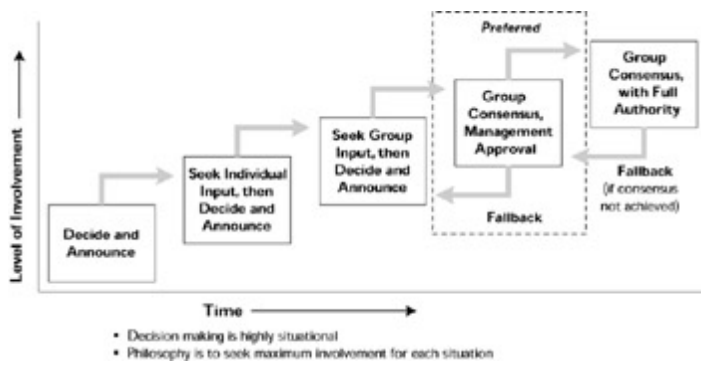 Preferred
Group
Consensus,
with Full
Authority
Group
Consensus,
Management
Approval
Seek Group
Input, then
Decide and
Announce
Seek Individual
Input, then
Decide and
Announce
Decide and
Announce
Fallback
Fallback
(if consensus
not achieved)
Level of Involvement
Time
• Decision making is highly situational
• Philosophy is to seek maximum involvement for each situation